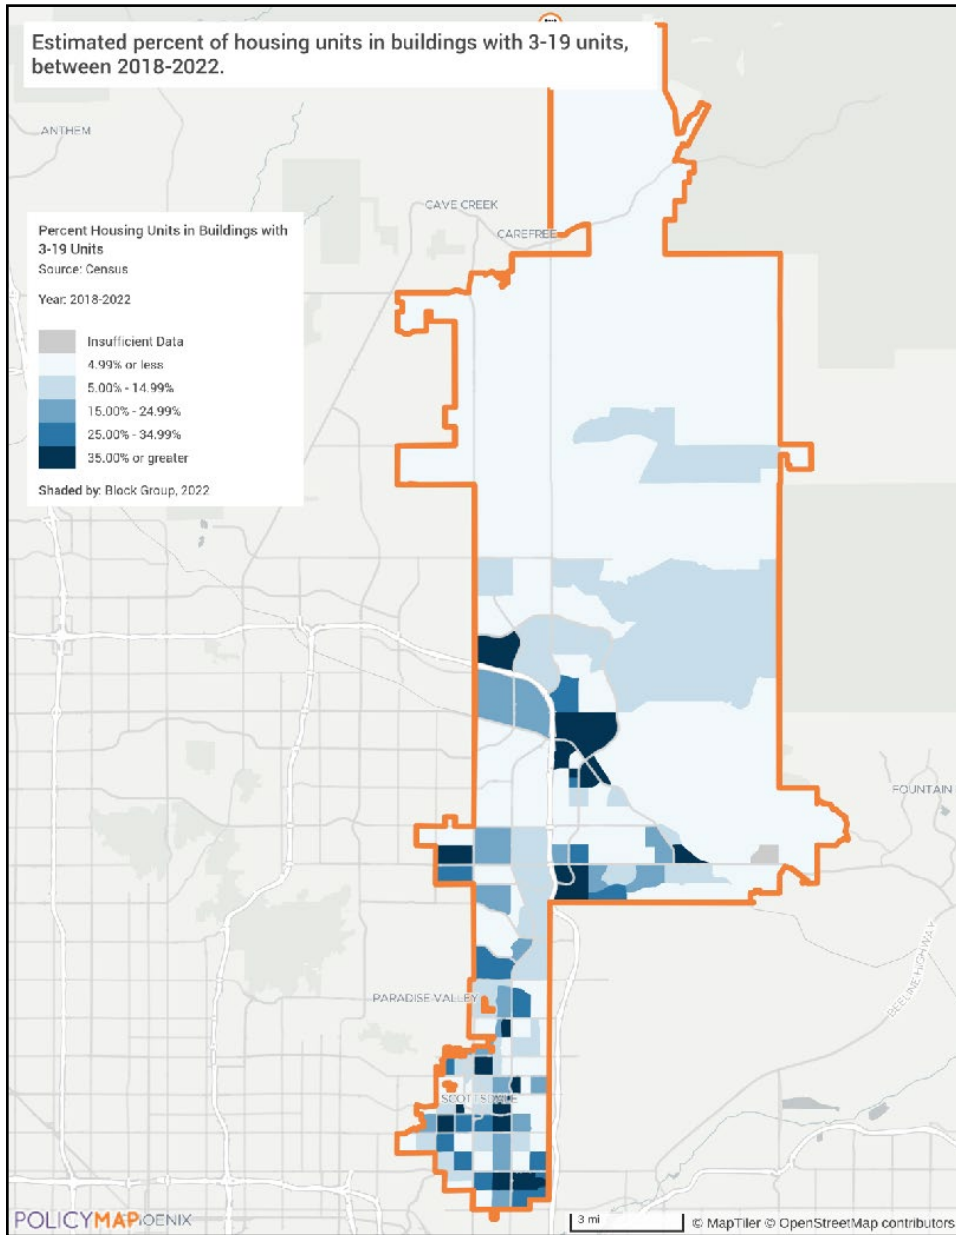 Estimated percent of housing units in buildings with 3-19 units,
between 2018-2022.
ANTHEM
CAVE CREEK
CAREFREE
Percent Housing Units in Buildings with
3-19 Units
Source: Census
Year: 2018-2022
Insufficient Data
4.99% or less
5.00% - 14.99%
15.00% - 24.99%
25.00% - 34.99%
35.00% or greater
Shaded by: Block Group, 2022
FOUNTAIN
BEELINE HIGHWAY
PARADISE VALLEY
SCOTTSDALE
POLICYMAP
OENIX
3 mi
© MapTiler © OpenStreetMap contributors